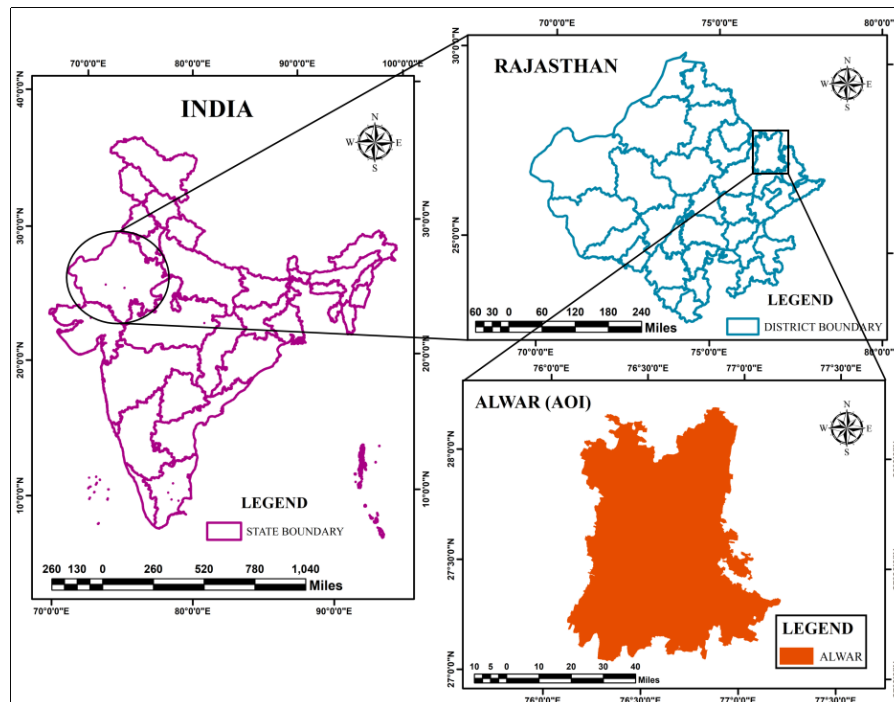 70°0'0"E 80°0'0"E 90°0'0"E 100°0'0"E
INDIA
N
W E
S
40°0'0"N
30°0'0"N 30°0'0"N
20°0'0"N 20°0'0"N
10°0'0"N 10°0'0"N
LEGEND
STATE BOUNDARY
260 130 0 260 520 780 1,040
Miles
70°0'0"E 80°0'0"E 90°0'0"E
70°0'0"E 75°0'0"E 80°0'0"E
RAJASTHAN
N
W E
S
30°0'0"N
25°0'0"N
LEGEND
DISTRICT BOUNDARY
60 30 0 60 120 180 240
Miles
70°0'0"E 75°0'0"E 80°0'0"E
76°0'0"E 76°30'0"E 77°0'0"E 77°30'0"E
ALWAR (AOI)
N
W E
S
28°0'0"N
27°30'0"N
27°0'0"N
LEGEND
ALWAR
10 5 0 10 20 30 40
Miles
76°0'0"E 76°30'0"E 77°0'0"E 77°30'0"E